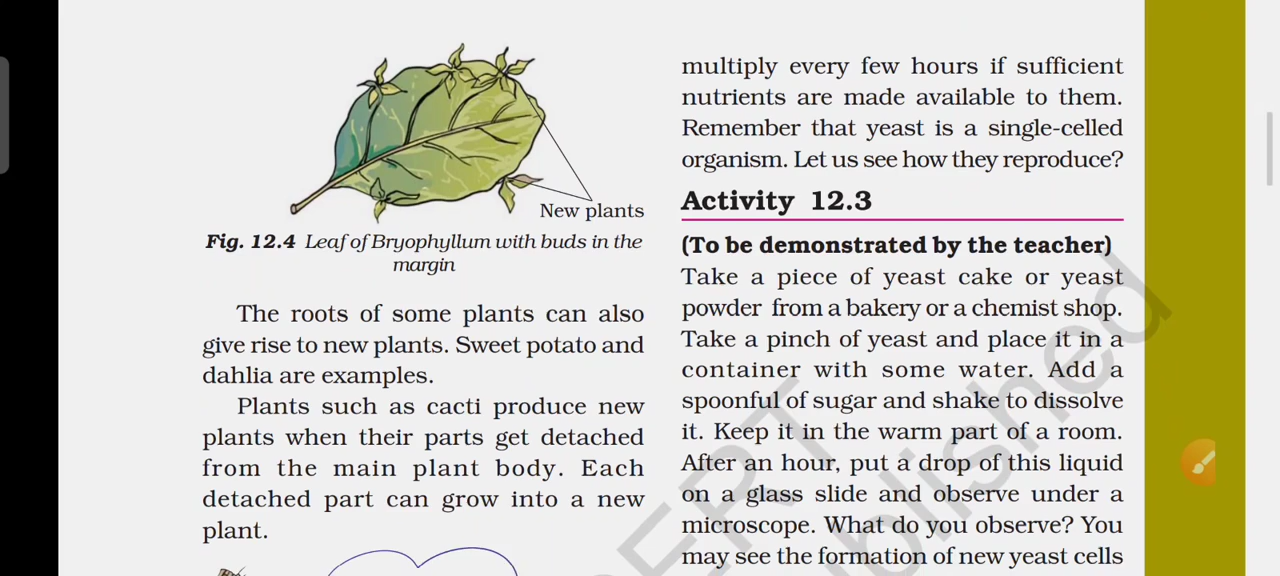 New plants
Fig. 12.4 Leaf of Bryophyllum with buds in the
margin
The roots of some plants can also
give rise to new plants. Sweet potato and
dahlia are examples.
Plants such as cacti produce new
plants when their parts get detached
from the main plant body. Each
detached part can grow into a new
plant.
multiply every few hours if sufficient
nutrients are made available to them.
Remember that yeast is a single-celled
organism. Let us see how they reproduce?
Activity 12.3
(To be demonstrated by the teacher)
Take a piece of yeast cake or yeast
powder from a bakery or a chemist shop.
Take a pinch of yeast and place it in a
container with some water. Add a
spoonful of sugar and shake to dissolve
it. Keep it in the warm part of a room.
After an hour, put a drop of this liquid
on a glass slide and observe under a
microscope. What do you observe? You
may see the formation of new yeast cells